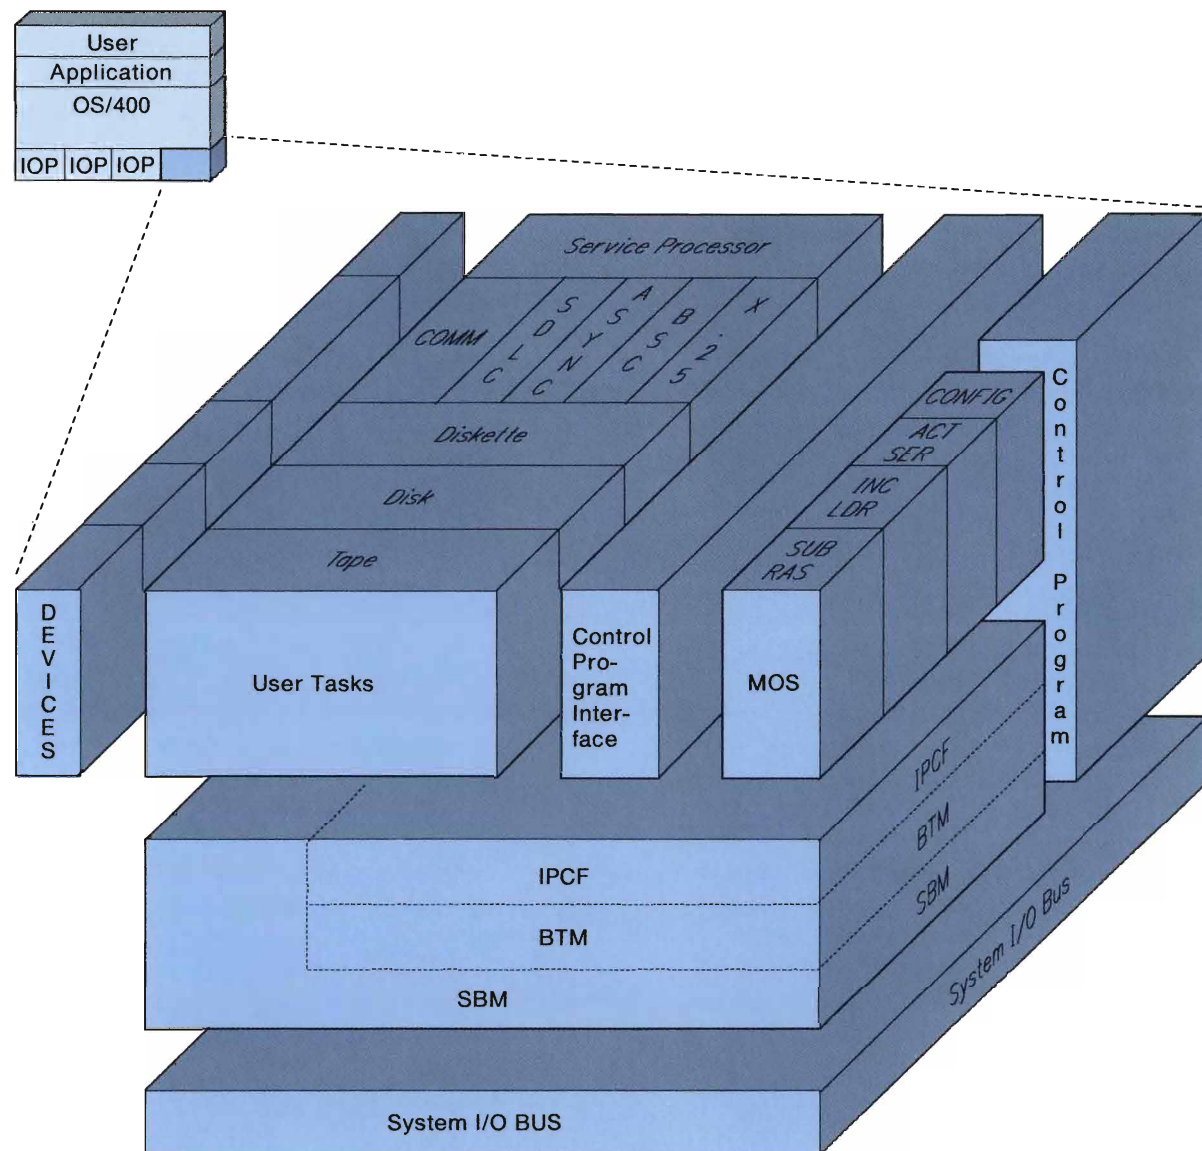 User
Application
OS/400
IOP IOP IOP
Service Processor
COMM
SDLC
ASYNC
BSC
X.25
Diskette
Disk
Tape
CONFIG
ACT
SER
INC
LDR
SUB
RAS
Control Program
DEVICES
User Tasks
Control
Pro-
gram
Inter-
face
MOS
IPCF
BTM
SBM
IPCF
BTM
SBM
System I/O Bus
System I/O BUS